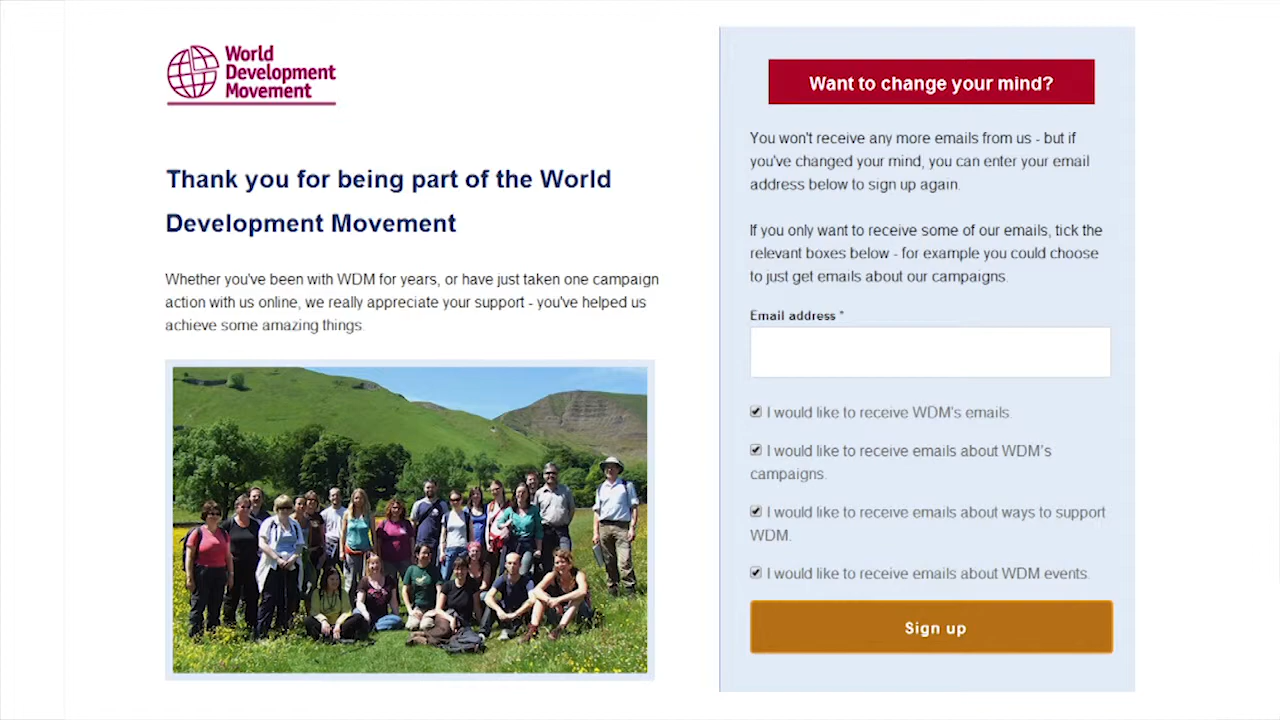 World
Development
Movement
Thank you for being part of the World
Development Movement
Whether you've been with WDM for years, or have just taken one campaign
action with us online, we really appreciate your support - you've helped us
achieve some amazing things.
Want to change your mind?
You won't receive any more emails from us - but if
you've changed your mind, you can enter your email
address below to sign up again.
If you only want to receive some of our emails, tick the
relevant boxes below - for example you could choose
to just get emails about our campaigns.
Email address *
I would like to receive WDM's emails.
I would like to receive emails about WDM's
campaigns.
I would like to receive emails about ways to support
WDM.
I would like to receive emails about WDM events.
Sign up